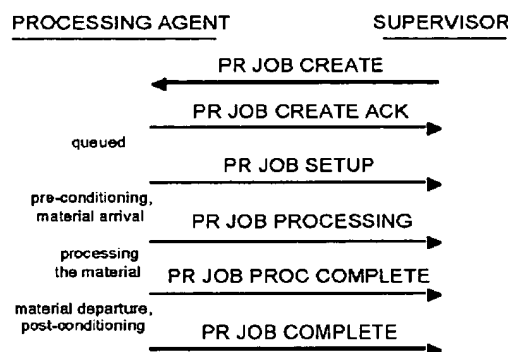 PROCESSING AGENT
SUPERVISOR
PR JOB CREATE
PR JOB CREATE ACK
queued
PR JOB SETUP
pre-conditioning,
material arrival
PR JOB PROCESSING
processing
the material
PR JOB PROC COMPLETE
material departure,
post-conditioning
PR JOB COMPLETE